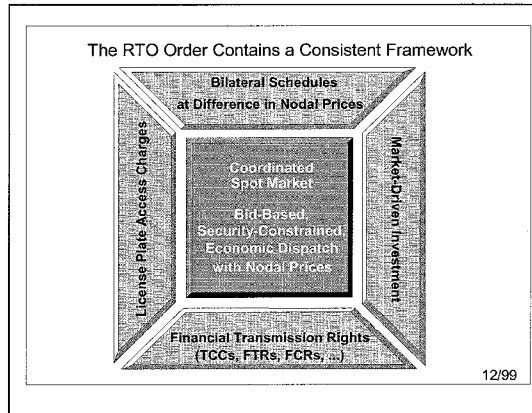 The RTO Order Contains a Consistent Framework
Bilateral Schedules
at Difference in Nodal Prices
License Plate Access Charges
Coordinated
Spot Market
Bid-Based,
Security-Constrained,
Economic Dispatch
with Nodal Prices
Market-Driven Investment
Financial Transmission Rights
(TCCs, FTRs, FCRs, ...)
12/99